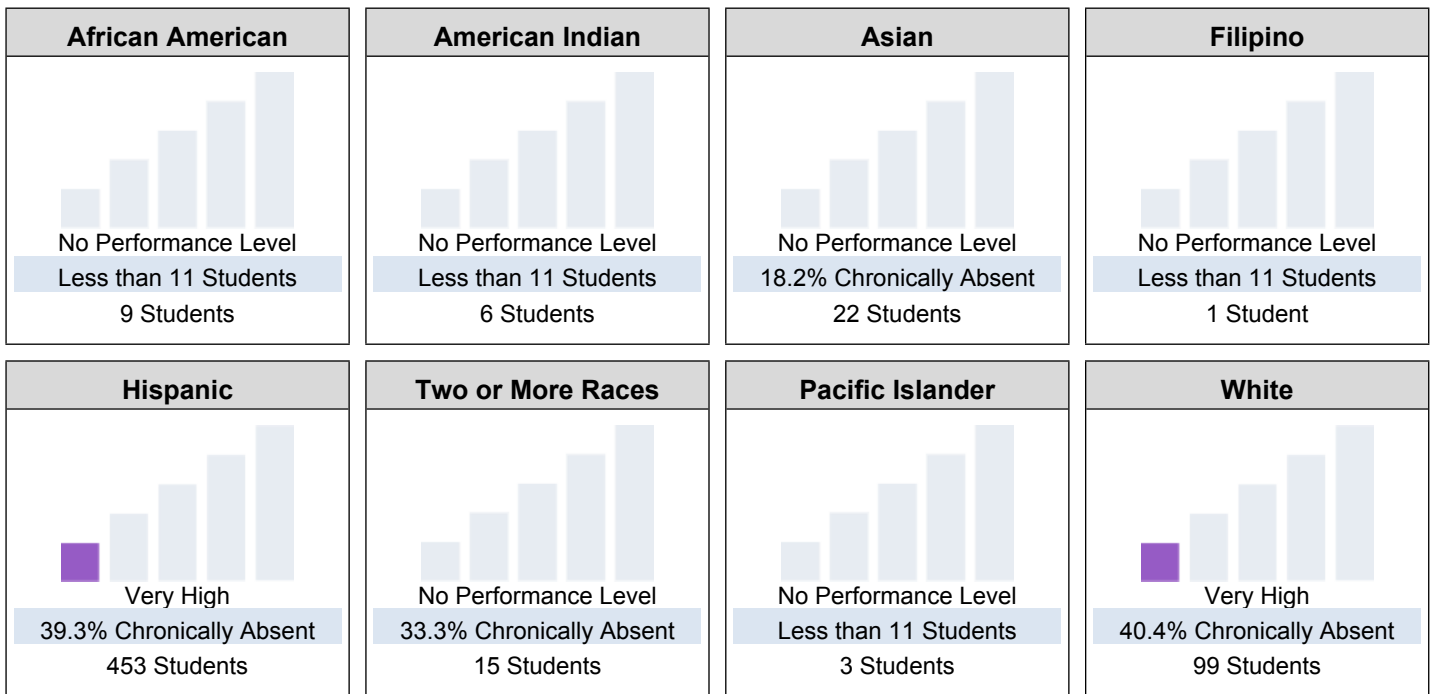 African American
No Performance Level
Less than 11 Students
9 Students
American Indian
No Performance Level
Less than 11 Students
6 Students
Asian
No Performance Level
18.2% Chronically Absent
22 Students
Filipino
No Performance Level
Less than 11 Students
1 Student
Hispanic
Very High
39.3% Chronically Absent
453 Students
Two or More Races
No Performance Level
33.3% Chronically Absent
15 Students
Pacific Islander
No Performance Level
Less than 11 Students
3 Students
White
Very High
40.4% Chronically Absent
99 Students